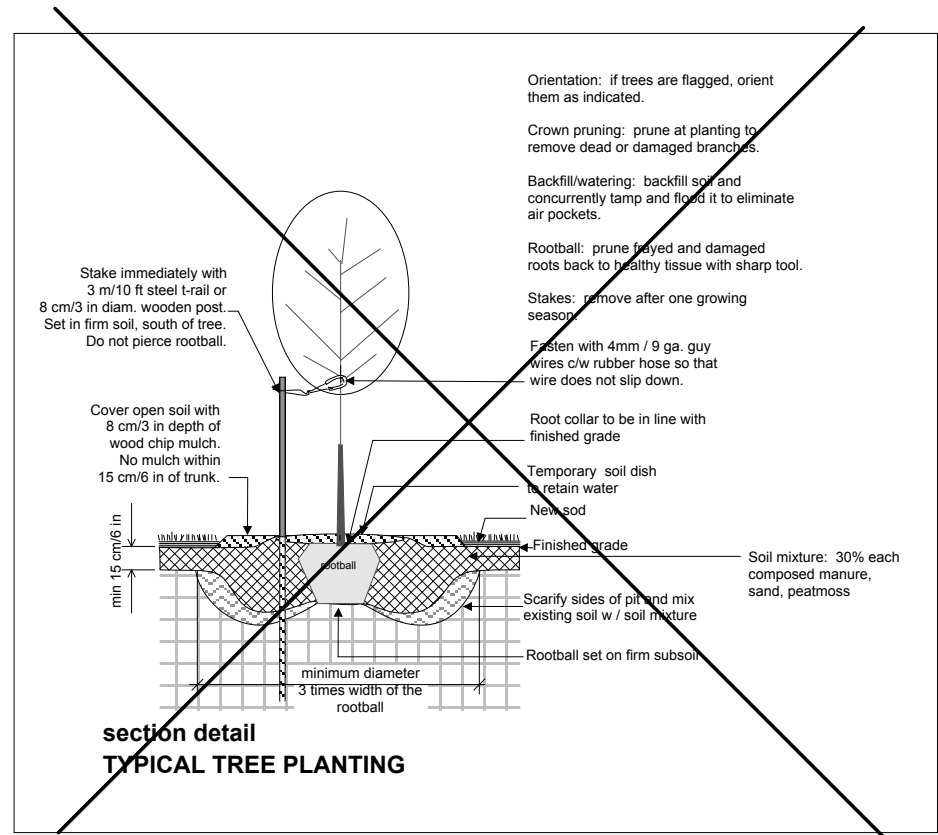 Orientation: if trees are flagged, orient
them as indicated.
Crown pruning: prune at planting to
remove dead or damaged branches.
Backfill/watering: backfill soil and
concurrently tamp and flood it to eliminate
air pockets.
Rootball: prune frayed and damaged
roots back to healthy tissue with sharp tool.
Stakes: remove after one growing
season.
Fasten with 4mm / 9 ga. guy
wires c/w rubber hose so that
wire does not slip down.
Root collar to be in line with
finished grade
Temporary soil dish
to retain water
New sod
Finished grade
Soil mixture: 30% each
composed manure,
sand, peatmoss
Scarify sides of pit and mix
existing soil w / soil mixture
Rootball set on firm subsoil
Stake immediately with
3 m/10 ft steel t-rail or
8 cm/3 in diam. wooden post.
Set in firm soil, south of tree.
Do not pierce rootball.
Cover open soil with
8 cm/3 in depth of
wood chip mulch.
No mulch within
15 cm/6 in of trunk.
min 15 cm/6 in
rootball
minimum diameter
3 times width of the
rootball
section detail
TYPICAL TREE PLANTING